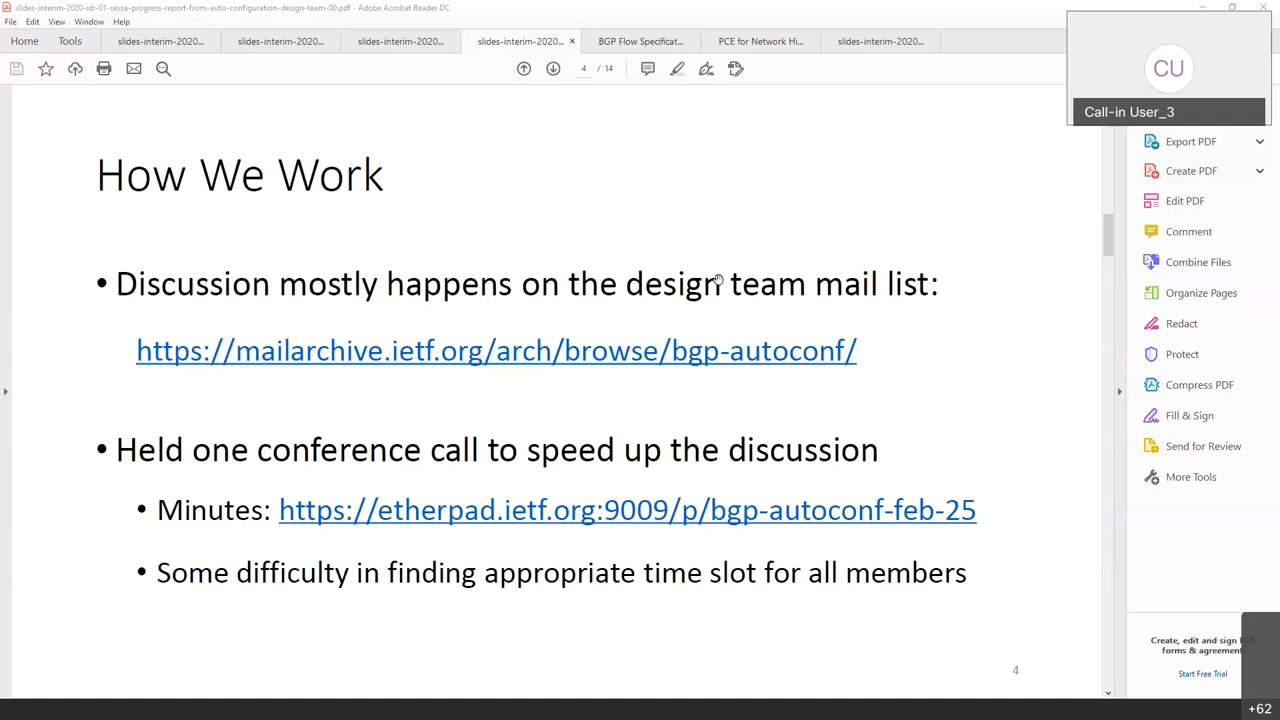 slides-interim-2020-idr-01-sessa-progress-report-from-auto-configuration-design-team-00.pdf - Adobe Acrobat Reader DC
File Edit View Window Help
Home Tools slides-interim-2020... slides-interim-2020... slides-interim-2020... slides-interim-2020... × BGP Flow Specificat... PCE for Network Hi... slides-interim-2020...
4 / 14
CU
Call-in User_3
How We Work
• Discussion mostly happens on the design team mail list:
https://mailarchive.ietf.org/arch/browse/bgp-autoconf/
• Held one conference call to speed up the discussion
• Minutes: https://etherpad.ietf.org:9009/p/bgp-autoconf-feb-25
• Some difficulty in finding appropriate time slot for all members
4
Export PDF
Create PDF
Edit PDF
Comment
Combine Files
Organize Pages
Redact
Protect
Compress PDF
Fill & Sign
Send for Review
More Tools
Create, edit and sign
forms & agreement
Start Free Trial
+62